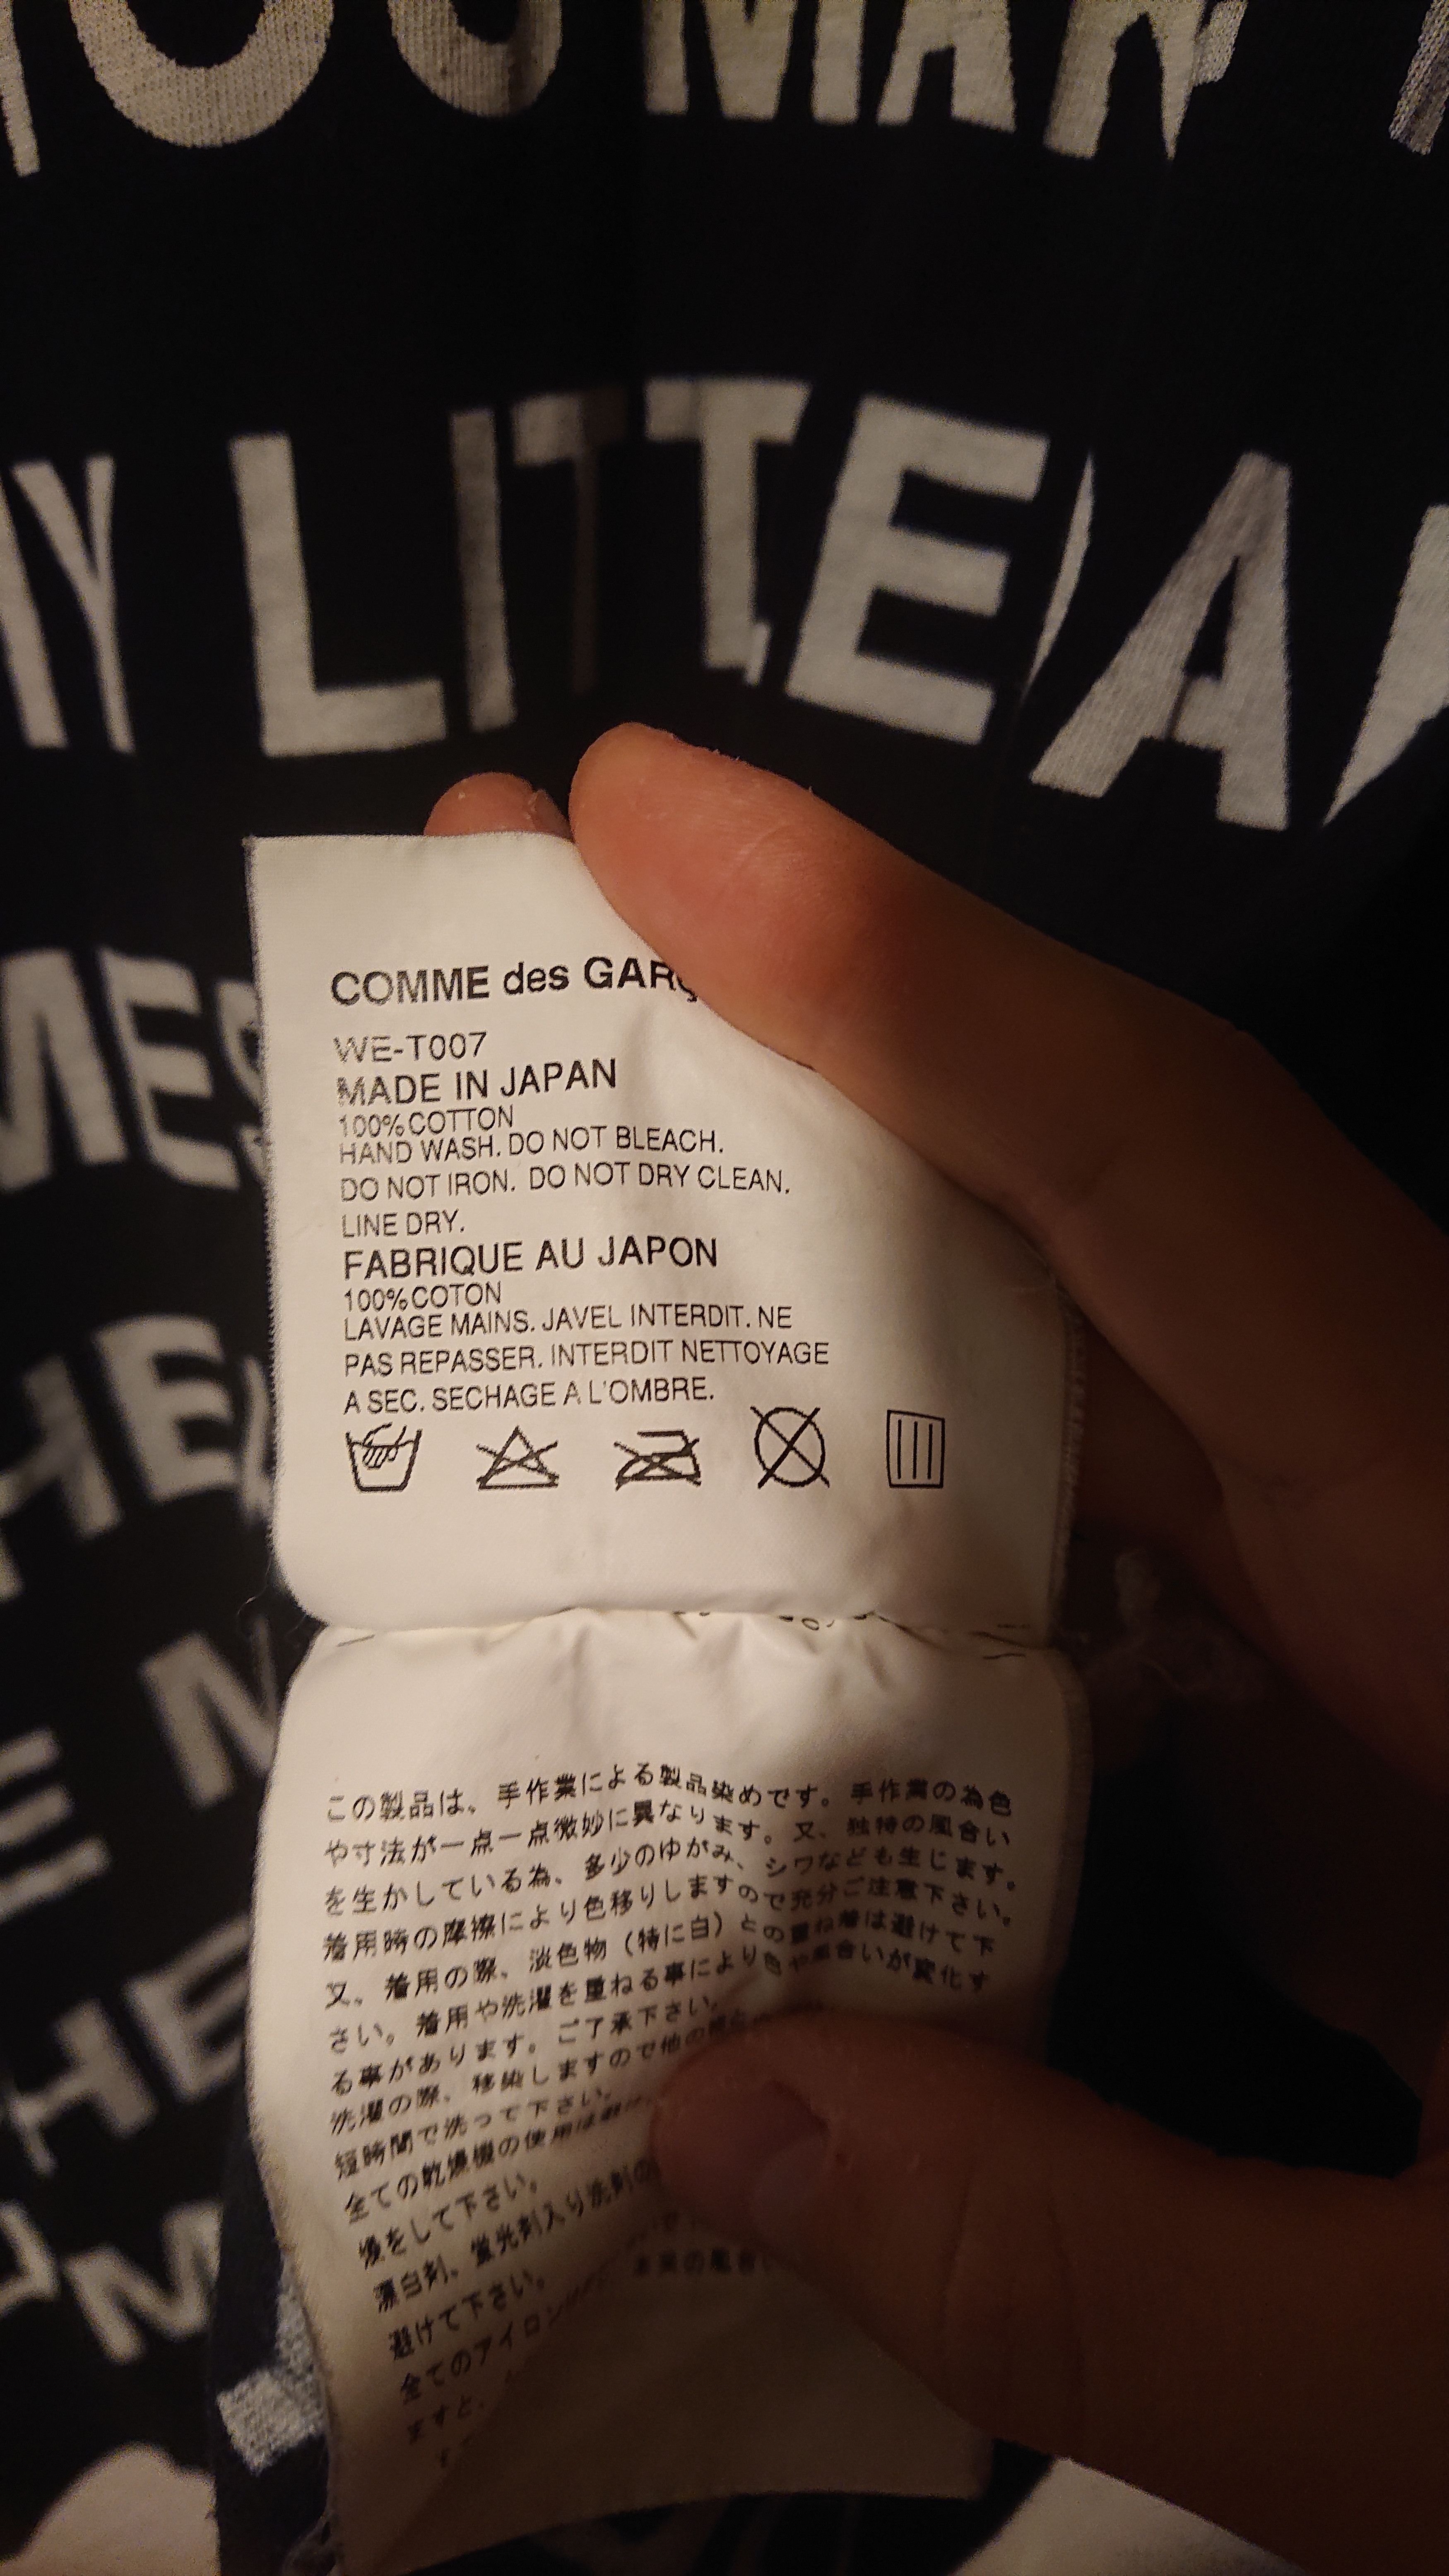 MAN
MY LITTE A
MES
HE
E M
HE
M
COMME des GARÇ
WE-T007
MADE IN JAPAN
100% COTTON
HAND WASH. DO NOT BLEACH.
DO NOT IRON. DO NOT DRY CLEAN.
LINE DRY.
FABRIQUE AU JAPON
100% COTON
LAVAGE MAINS. JAVEL INTERDIT. NE
PAS REPASSER. INTERDIT NETTOYAGE
A SEC. SECHAGE A L'OMBRE.
この製品は、手作業による製品染めです。手作業の為色
や寸法が一点一点微妙に異なります。又、独特の風合い
を生かしている為、多少のゆがみ、シワなども生じます。
着用時の摩擦により色移りしますので充分ご注意下さい。
又、着用の際、淡色物（特に白）との重ね着は避けて下
さい。着用や洗濯を重ねる事により色や風合いが変化す
る事があります。ご了承下さい。
洗濯の際、移染しますので他の
短時間で洗って下さい。
全ての乾燥機の使用は避け
優をして下さい。
漂白剤、蛍光剤入り洗剤の
避けて下さい。
全てのアイロン
ますと、